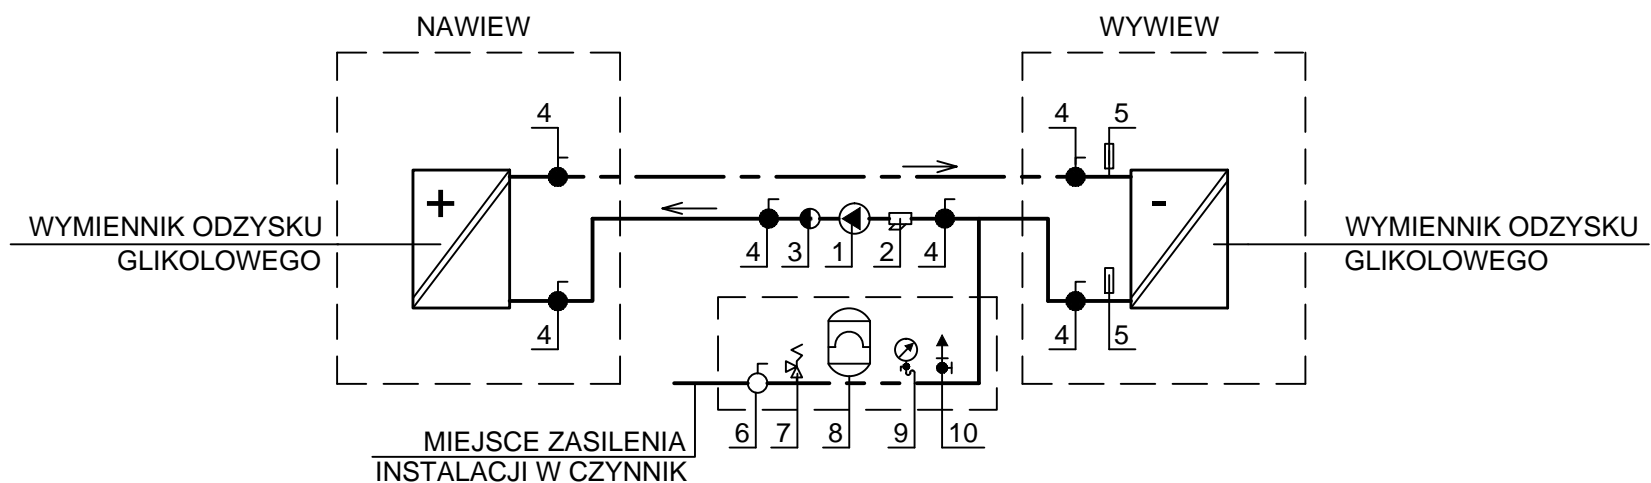 NAWIEW
WYWIEW
4
4
5
+
-
WYMIENNIK ODZYSKU
GLIKOLOWEGO
4
3
1
2
4
WYMIENNIK ODZYSKU
GLIKOLOWEGO
4
4
5
6
7
8
9
10
MIEJSCE ZASILENIA
INSTALACJI W CZYNNIK